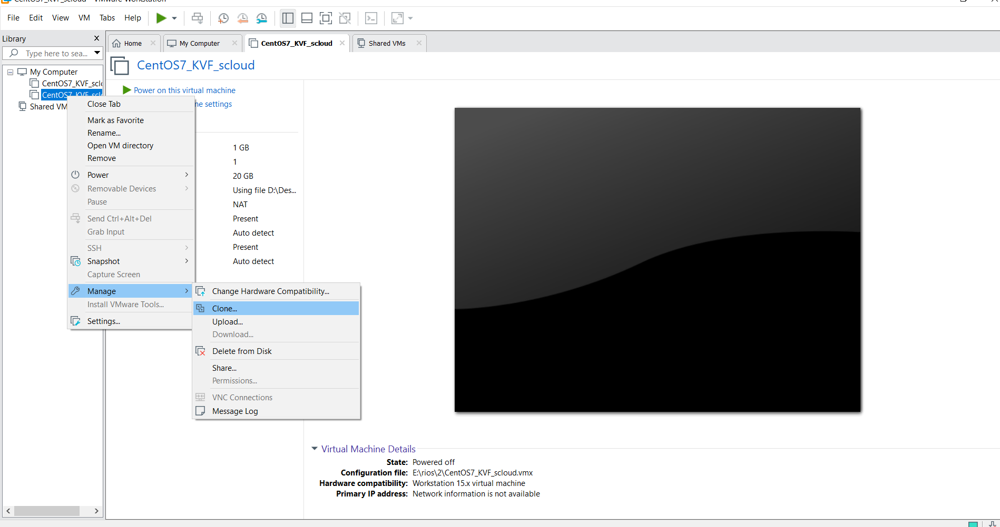 CentOS7_KVF_scloud - VMware Workstation
File Edit View VM Tabs Help
Library
Home
My Computer
CentOS7_KVF_scloud
Shared VMs
Type here to sea...
CentOS7_KVF_scloud
My Computer
CentOS7_KVF_scl
CentOS7_KVF_scl
Shared VM
Power on this virtual machine
ne settings
Close Tab
Mark as Favorite
Rename...
Open VM directory
Remove
Power
Removable Devices
Pause
Send Ctrl+Alt+Del
Grab Input
SSH
Snapshot
Capture Screen
Manage
Install VMware Tools...
Settings...
1 GB
1
20 GB
Using file D:\Des...
NAT
Present
Auto detect
Present
Auto detect
Change Hardware Compatibility...
Clone...
Upload...
Download...
Delete from Disk
Share...
Permissions...
VNC Connections
Message Log
Virtual Machine Details
State: Powered off
Configuration file: E:\rios\2\CentOS7_KVF_scloud.vmx
Hardware compatibility: Workstation 15.x virtual machine
Primary IP address: Network information is not available